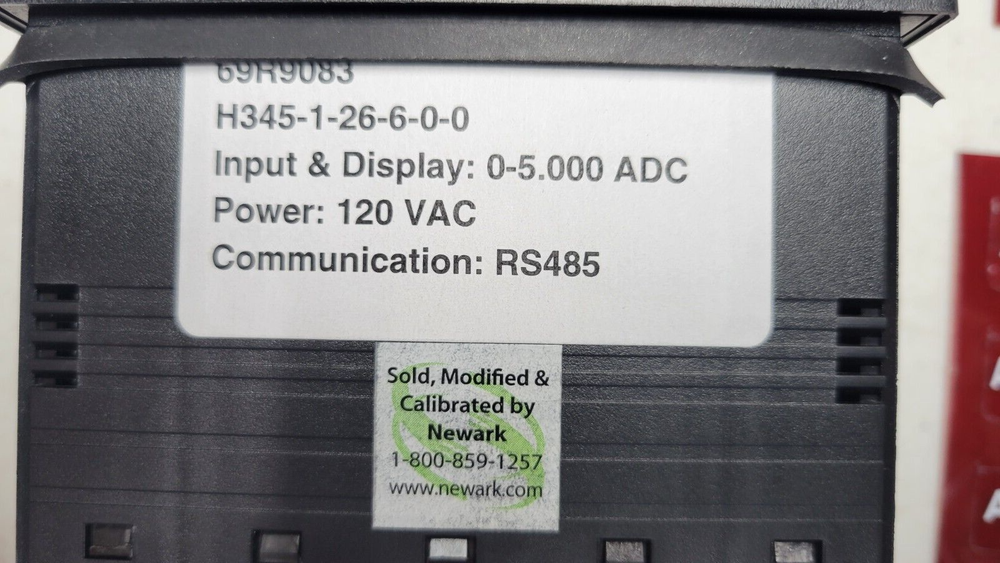 69R9083
H345-1-26-6-0-0
Input & Display: 0-5.000 ADC
Power: 120 VAC
Communication: RS485
Sold, Modified &
Calibrated by
Newark
1-800-859-1257
www.newark.com